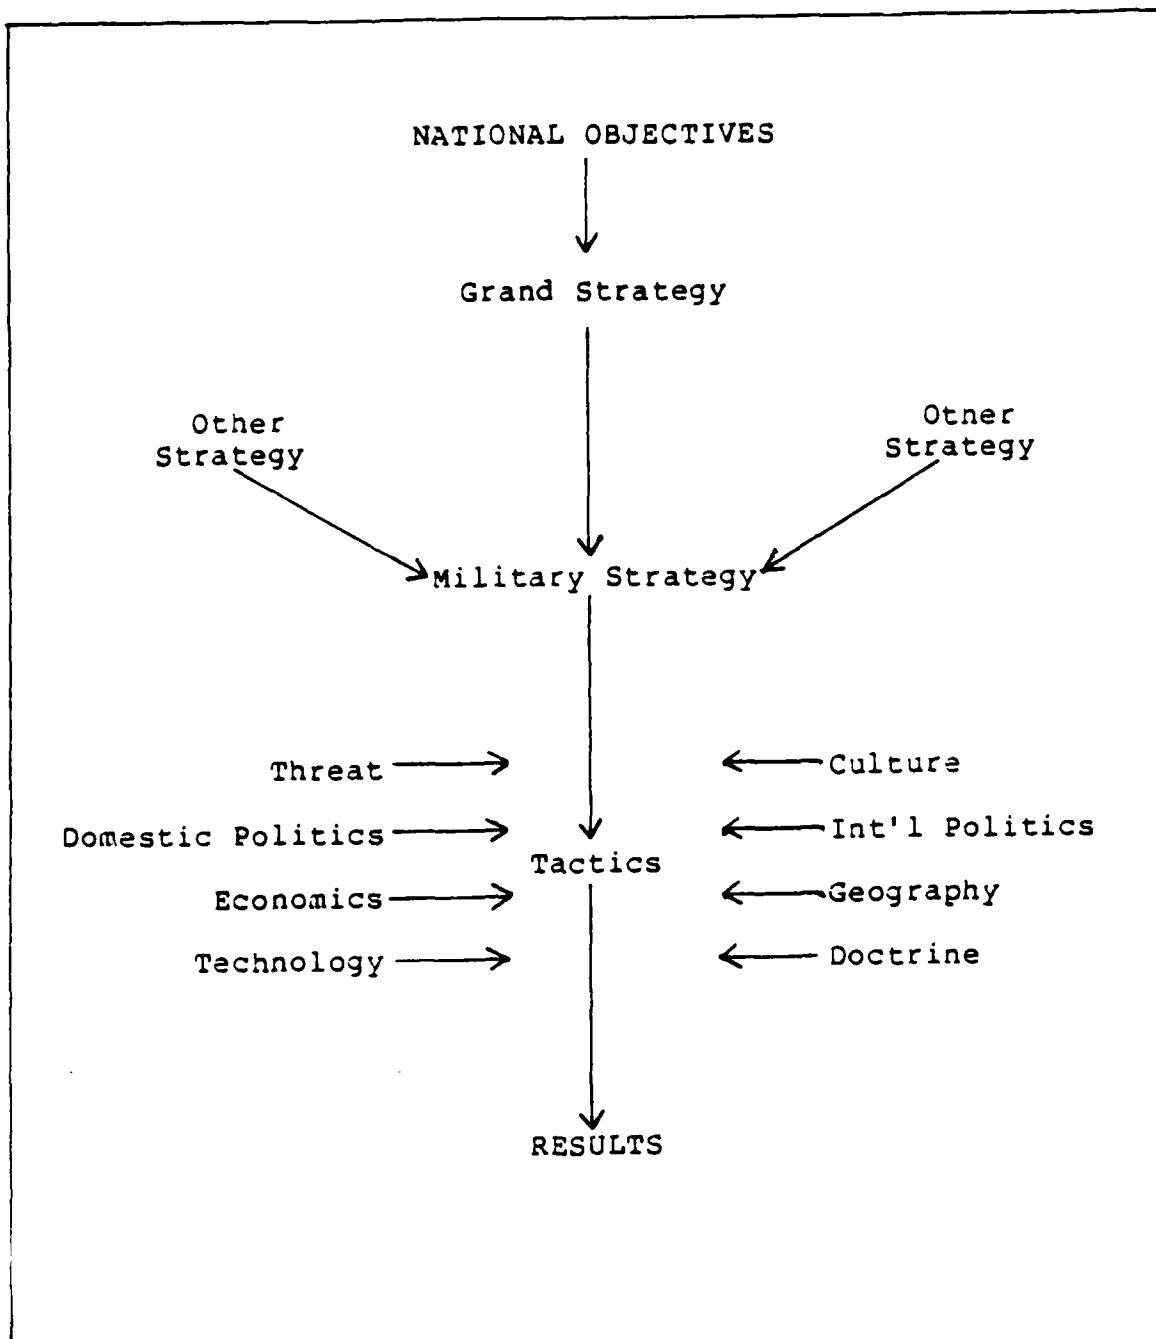 NATIONAL OBJECTIVES
Grand Strategy
Other
Strategy
Otner
Strategy
Military Strategy
Threat
Culture
Domestic Politics
Int'l Politics
Tactics
Economics
Geography
Technology
Doctrine
RESULTS